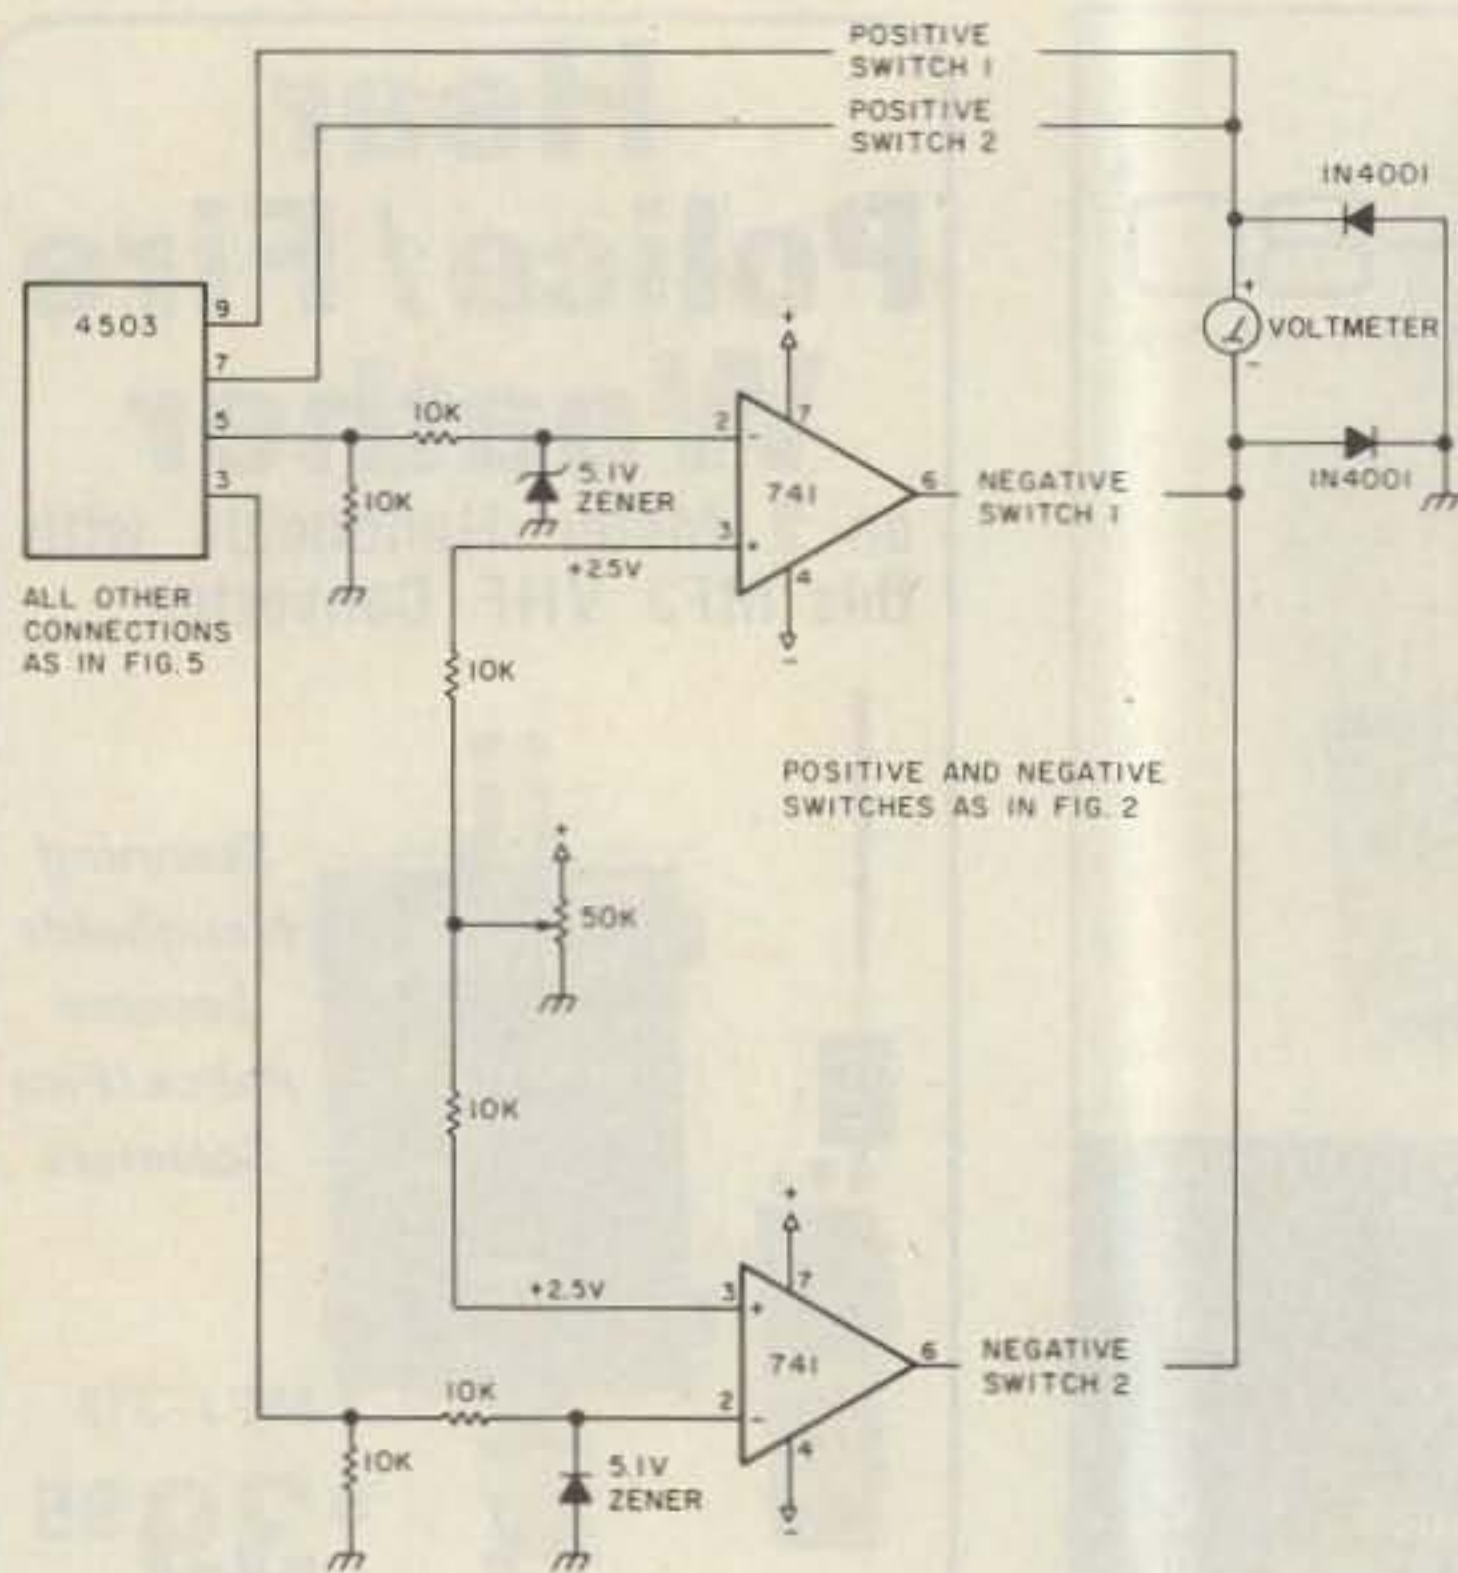 POSITIVE
SWITCH 1
POSITIVE
SWITCH 2
1N4001
4503
9
7
5
3
+
VOLTMETER
-
+
7
10K
2
-
5.1V
ZENER
10K
741
6
NEGATIVE
SWITCH 1
1N4001
3
+
+2.5V
4
-
ALL OTHER
CONNECTIONS
AS IN FIG. 5
10K
POSITIVE AND NEGATIVE
SWITCHES AS IN FIG. 2
+
50K
10K
+
7
+2.5V
3
+
741
6
NEGATIVE
SWITCH 2
10K
2
-
4
10K
5.1V
ZENER
-